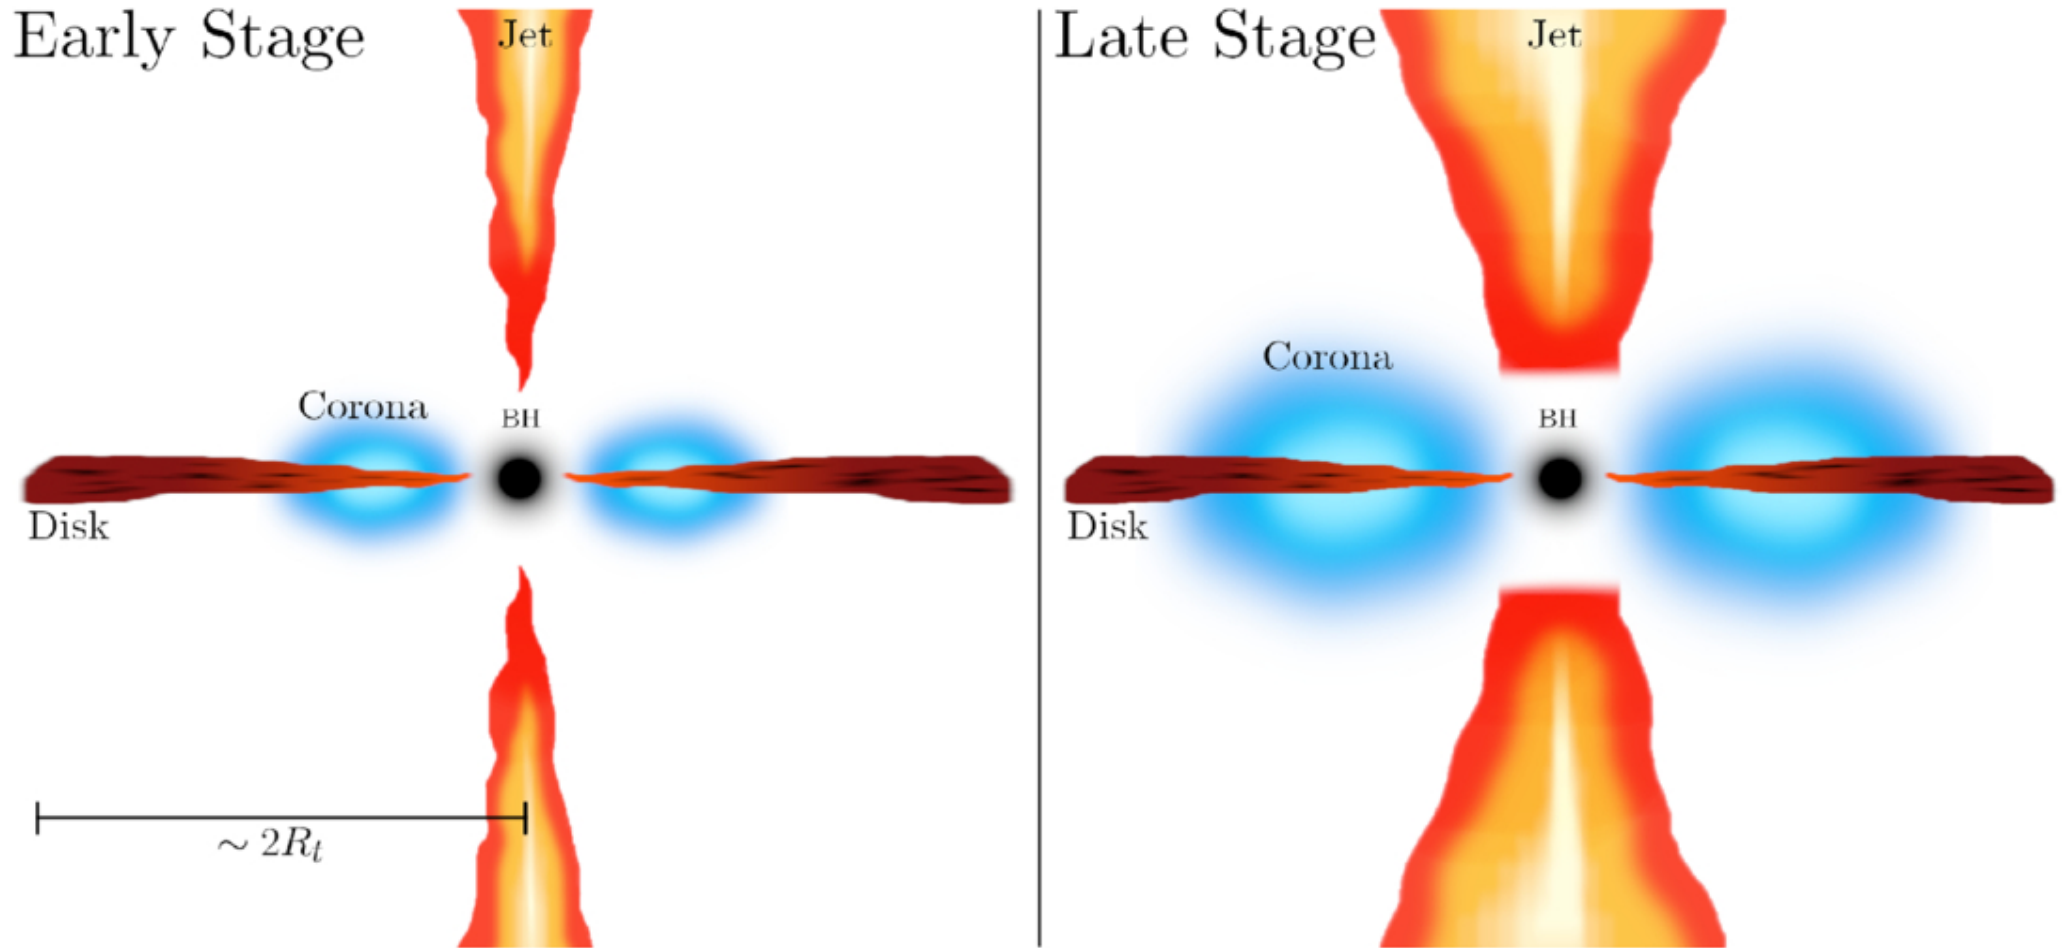 Early Stage
Jet
Corona
BH
Disk
∼ 2R_t
Late Stage
Jet
Corona
BH
Disk